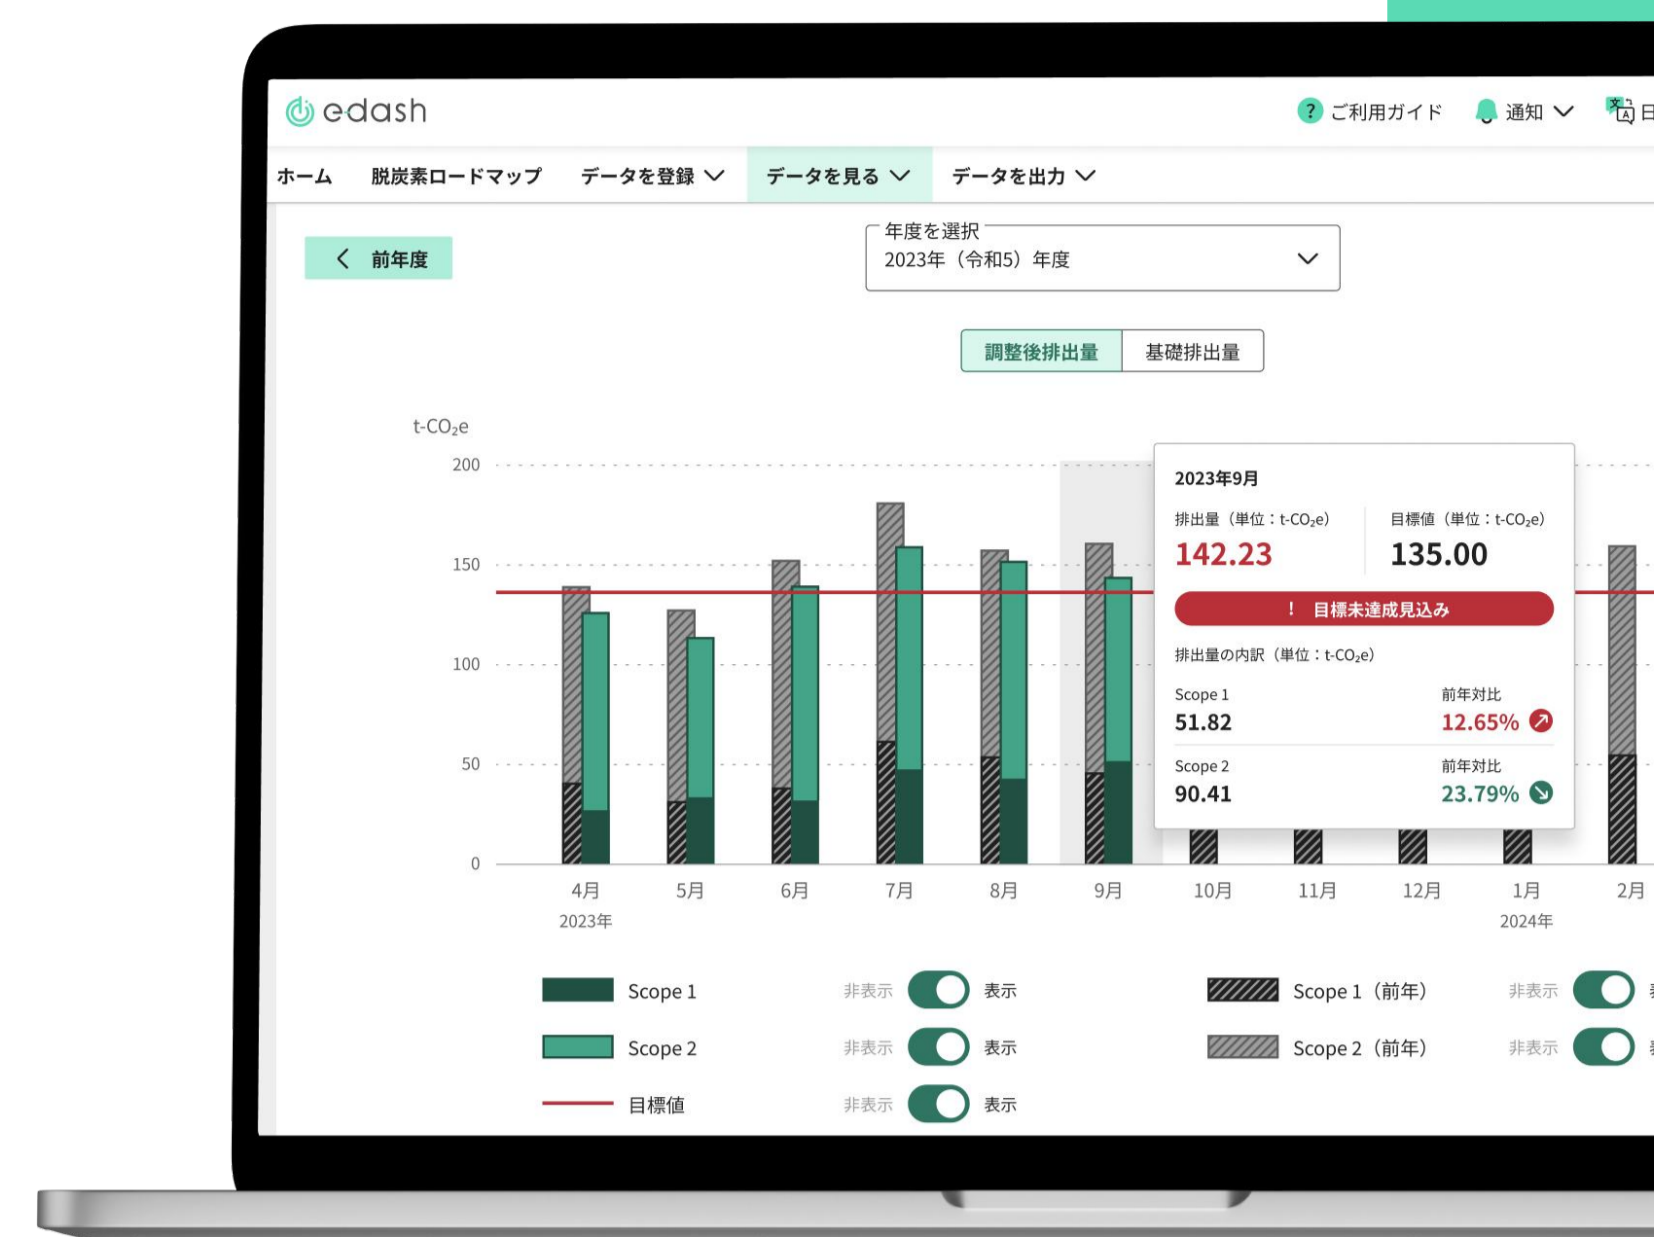 e-dash
? ご利用ガイド 通知 日
ホーム 脱炭素ロードマップ データを登録 データを見る データを出力
前年度
年度を選択
2023年（令和5）年度
調整後排出量 基礎排出量
t-CO₂e
200
150
100
50
0
2023年9月
排出量（単位：t-CO₂e） 目標値（単位：t-CO₂e）
142.23 135.00
! 目標未達成見込み
排出量の内訳（単位：t-CO₂e）
Scope 1 前年対比
51.82 12.65%
Scope 2 前年対比
90.41 23.79%
4月 5月 6月 7月 8月 9月 10月 11月 12月 1月 2月
2023年 2024年
Scope 1 非表示 表示 Scope 1（前年） 非表示
Scope 2 非表示 表示 Scope 2（前年） 非表示
目標値 非表示 表示